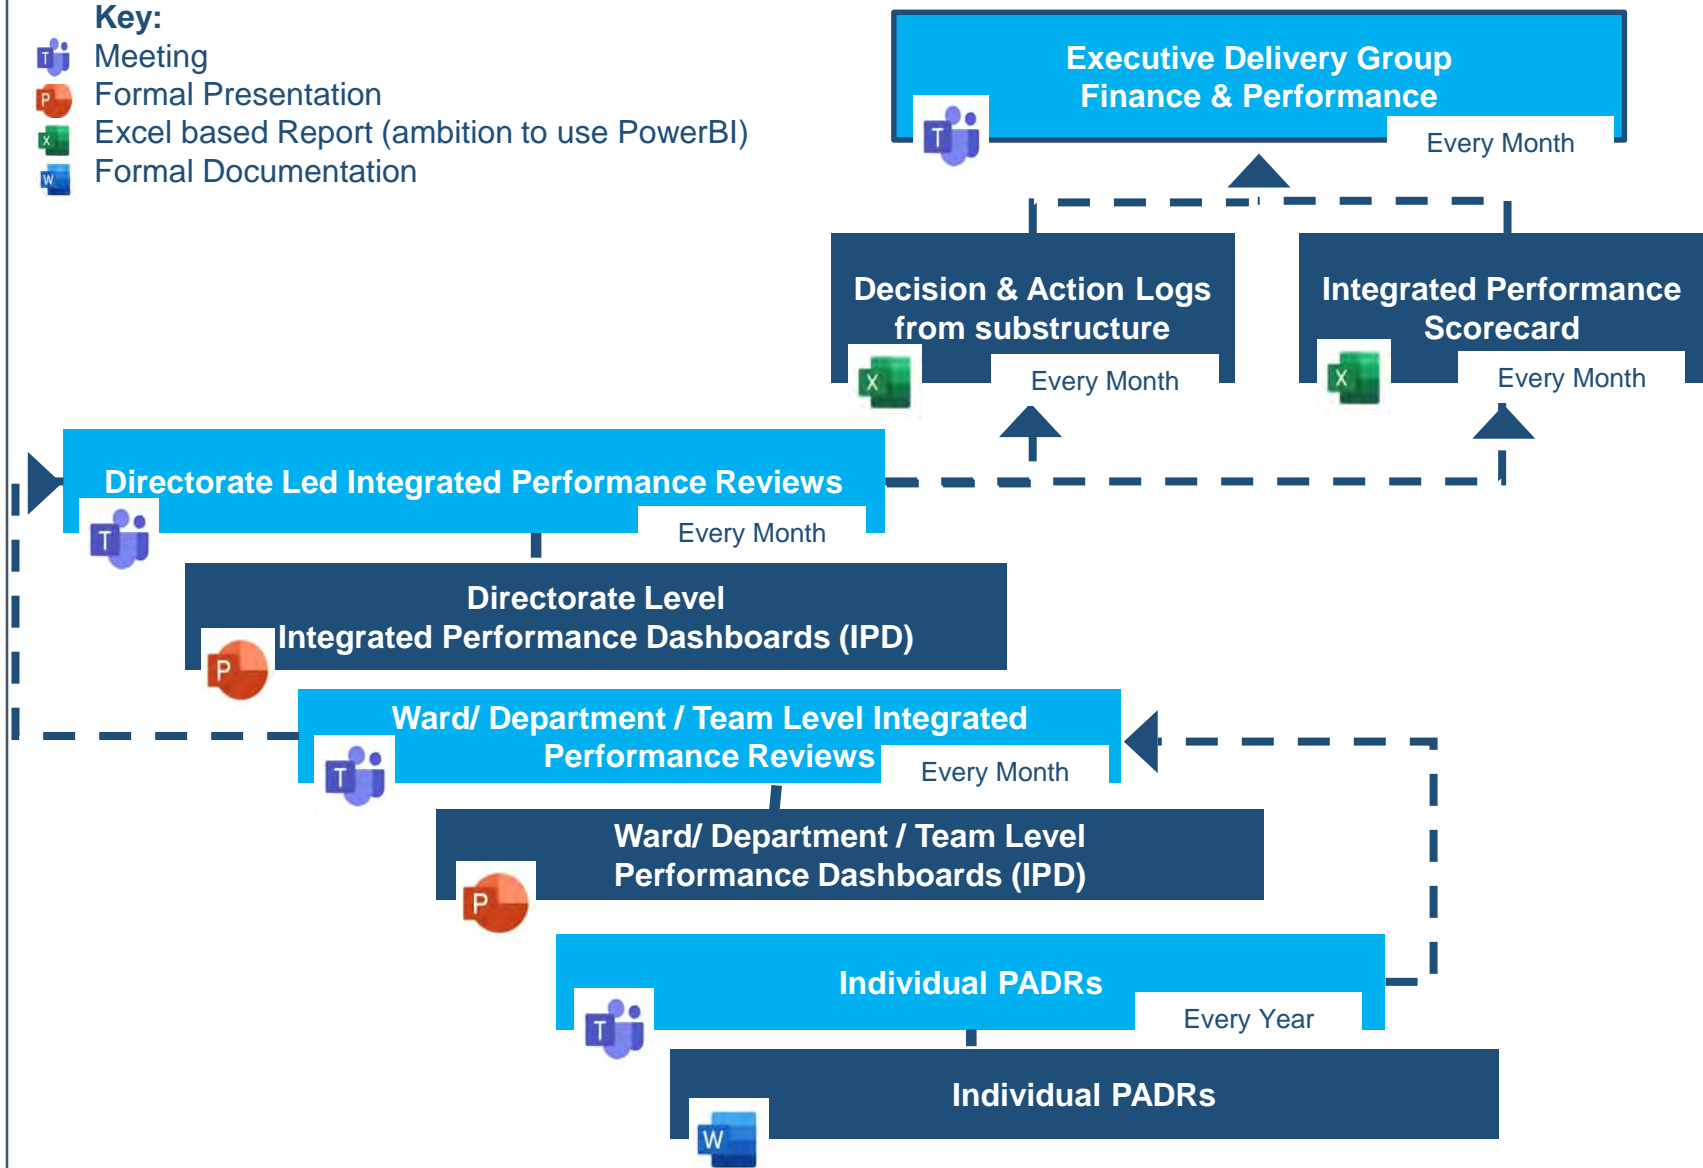 Key:
Meeting
Formal Presentation
Excel based Report (ambition to use PowerBI)
Formal Documentation
Executive Delivery Group
Finance & Performance
Every Month
Decision & Action Logs
from substructure
Every Month
Integrated Performance
Scorecard
Every Month
Directorate Led Integrated Performance Reviews
Every Month
Directorate Level
Integrated Performance Dashboards (IPD)
Ward/ Department / Team Level Integrated
Performance Reviews
Every Month
Ward/ Department / Team Level
Performance Dashboards (IPD)
Individual PADRs
Every Year
Individual PADRs